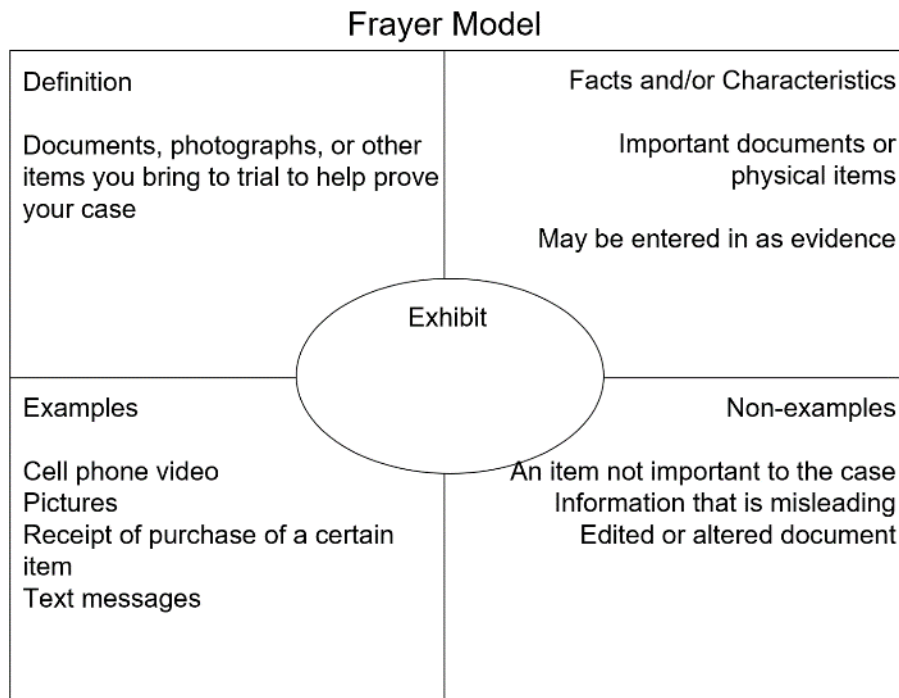 Frayer Model
Definition
Documents, photographs, or other
items you bring to trial to help prove
your case
Facts and/or Characteristics
Important documents or
physical items
May be entered in as evidence
Exhibit
Examples
Cell phone video
Pictures
Receipt of purchase of a certain
item
Text messages
Non-examples
An item not important to the case
Information that is misleading
Edited or altered document